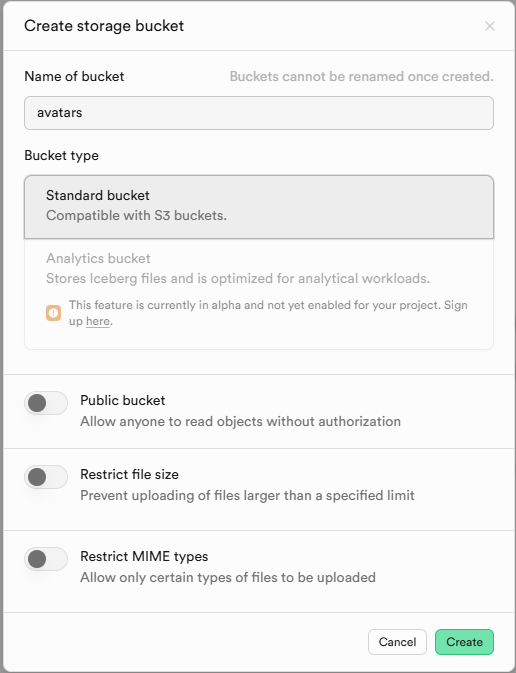 Create storage bucket
Name of bucket
Buckets cannot be renamed once created.
avatars
Bucket type
Standard bucket
Compatible with S3 buckets.
Analytics bucket
Stores Iceberg files and is optimized for analytical workloads.
This feature is currently in alpha and not yet enabled for your project. Sign
up here.
Public bucket
Allow anyone to read objects without authorization
Restrict file size
Prevent uploading of files larger than a specified limit
Restrict MIME types
Allow only certain types of files to be uploaded
Cancel
Create